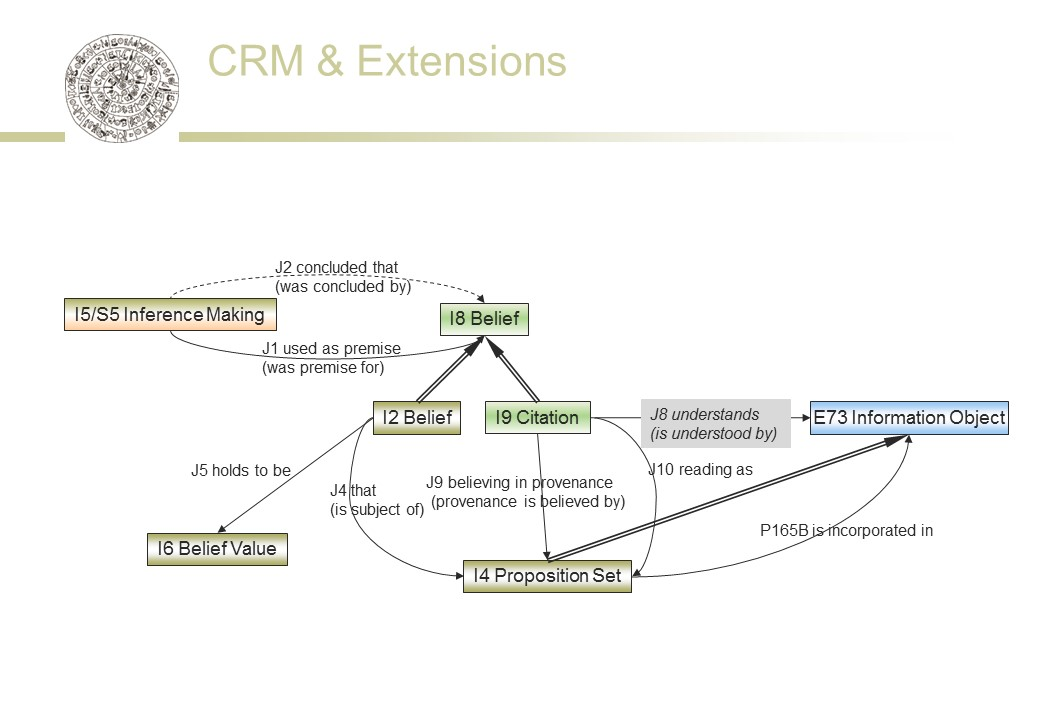 CRM & Extensions
J2 concluded that
(was concluded by)
I5/S5 Inference Making
I8 Belief
J1 used as premise
(was premise for)
I2 Belief
I9 Citation
J8 understands
(is understood by)
E73 Information Object
J5 holds to be
J4 that
(is subject of)
J9 believing in provenance
(provenance is believed by)
J10 reading as
P165B is incorporated in
I6 Belief Value
I4 Proposition Set